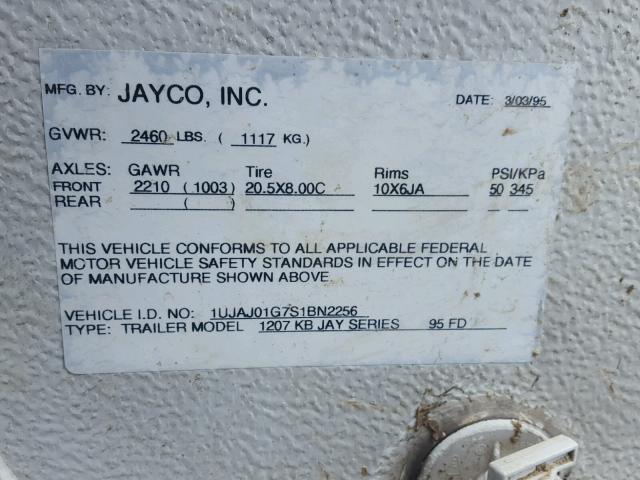 MFG. BY: JAYCO, INC. DATE: 3/03/95
GVWR: 2460 LBS. ( 1117 KG.)
AXLES: GAWR Tire Rims PSI/KPa
FRONT 2210 ( 1003) 20.5X8.00C 10X6JA 50 345
REAR ( )
THIS VEHICLE CONFORMS TO ALL APPLICABLE FEDERAL
MOTOR VEHICLE SAFETY STANDARDS IN EFFECT ON THE DATE
OF MANUFACTURE SHOWN ABOVE.
VEHICLE I.D. NO: 1UJAJ01G7S1BN2256
TYPE: TRAILER MODEL 1207 KB JAY SERIES 95 FD